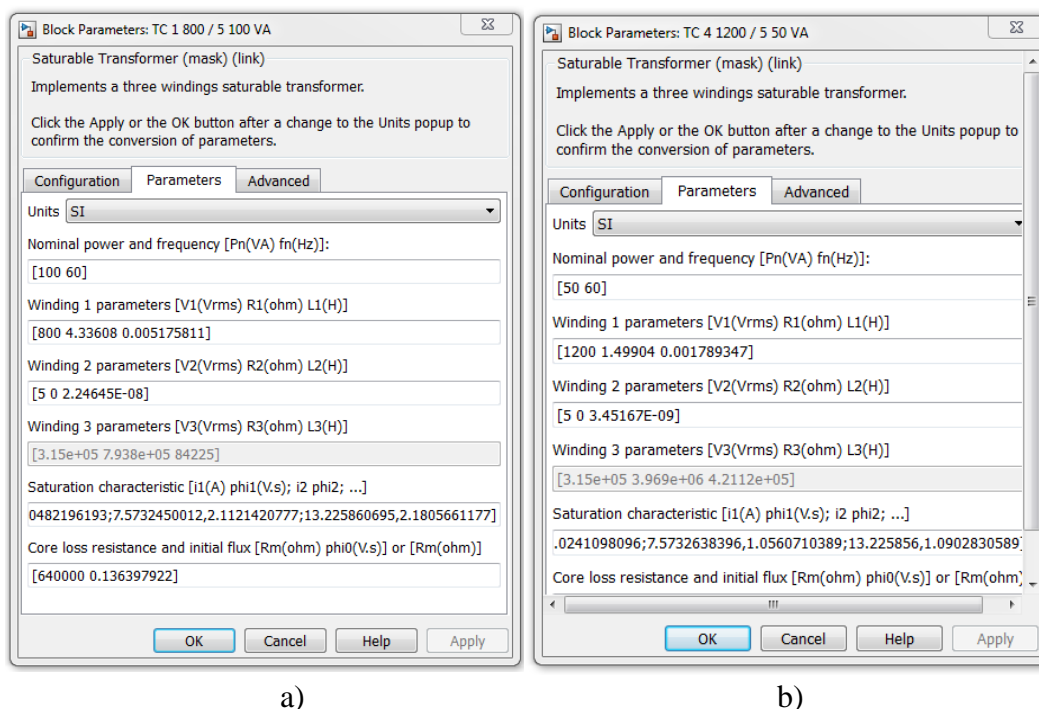 Block Parameters: TC 1 800 / 5 100 VA
Saturable Transformer (mask) (link)
Implements a three windings saturable transformer.
Click the Apply or the OK button after a change to the Units popup to
confirm the conversion of parameters.
Configuration Parameters Advanced
Units SI
Nominal power and frequency [Pn(VA) fn(Hz)]:
[100 60]
Winding 1 parameters [V1(Vrms) R1(ohm) L1(H)]
[800 4.33608 0.005175811]
Winding 2 parameters [V2(Vrms) R2(ohm) L2(H)]
[5 0 2.24645E-08]
Winding 3 parameters [V3(Vrms) R3(ohm) L3(H)]
[3.15e+05 7.938e+05 84225]
Saturation characteristic [i1(A) phi1(V.s); i2 phi2; ...]
0482196193;7.5732450012,2.1121420777;13.225860695,2.1805661177]
Core loss resistance and initial flux [Rm(ohm) phi0(V.s)] or [Rm(ohm)]
[640000 0.136397922]
OK Cancel Help Apply
a)
Block Parameters: TC 4 1200 / 5 50 VA
Saturable Transformer (mask) (link)
Implements a three windings saturable transformer.
Click the Apply or the OK button after a change to the Units popup to
confirm the conversion of parameters.
Configuration Parameters Advanced
Units SI
Nominal power and frequency [Pn(VA) fn(Hz)]:
[50 60]
Winding 1 parameters [V1(Vrms) R1(ohm) L1(H)]
[1200 1.49904 0.001789347]
Winding 2 parameters [V2(Vrms) R2(ohm) L2(H)]
[5 0 3.45167E-09]
Winding 3 parameters [V3(Vrms) R3(ohm) L3(H)]
[3.15e+05 3.969e+06 4.2112e+05]
Saturation characteristic [i1(A) phi1(V.s); i2 phi2; ...]
.0241098096;7.5732638396,1.0560710389;13.225856,1.0902830589]
Core loss resistance and initial flux [Rm(ohm) phi0(V.s)] or [Rm(ohm)
OK Cancel Help Apply
b)